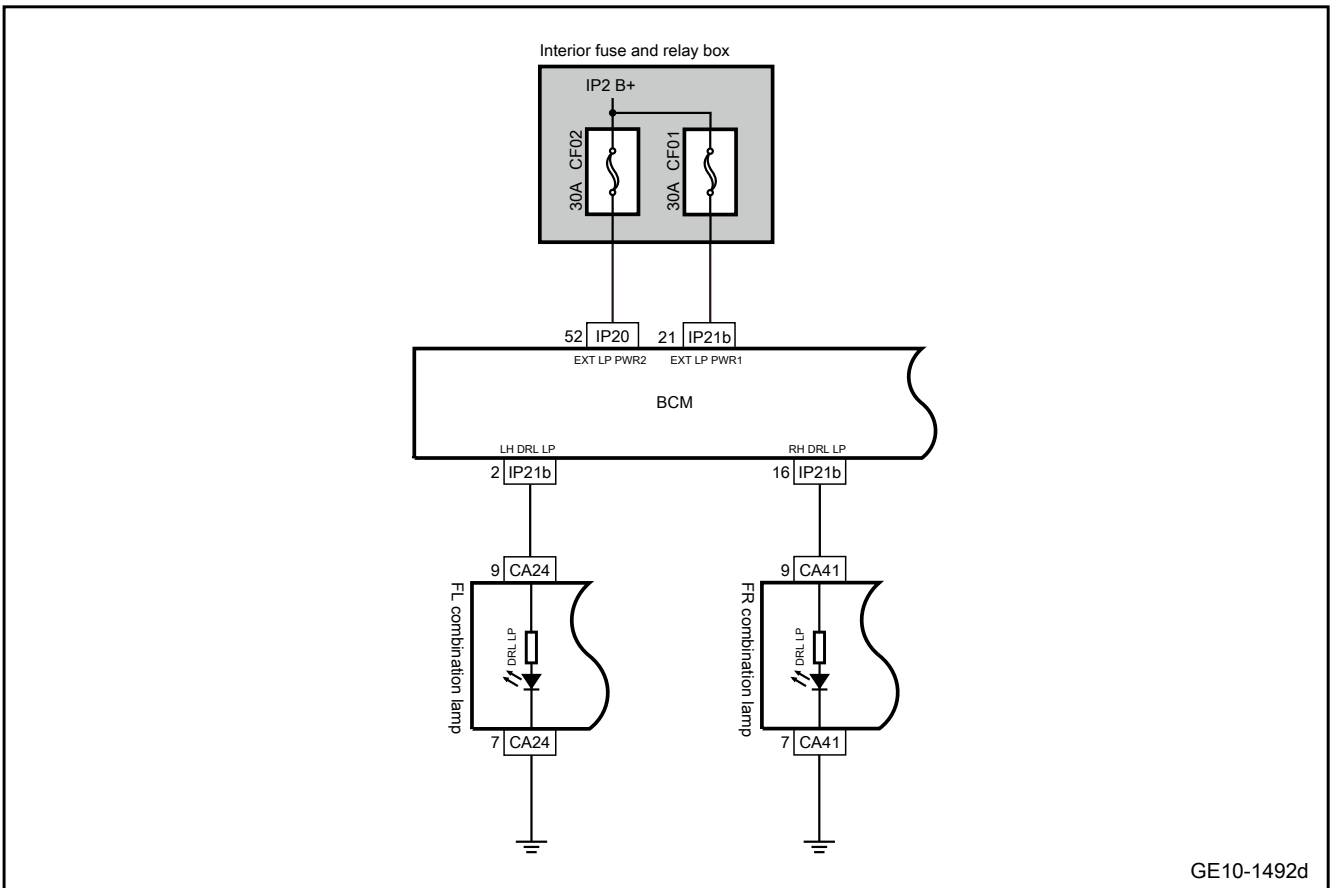 Interior fuse and relay box
IP2 B+
30A CF02
30A CF01
52 IP20
21 IP21b
EXT LP PWR2
EXT LP PWR1
BCM
LH DRL LP
RH DRL LP
2 IP21b
16 IP21b
9 CA24
9 CA41
FL combination lamp
DRL LP
FR combination lamp
DRL LP
7 CA24
7 CA41
GE10-1492d